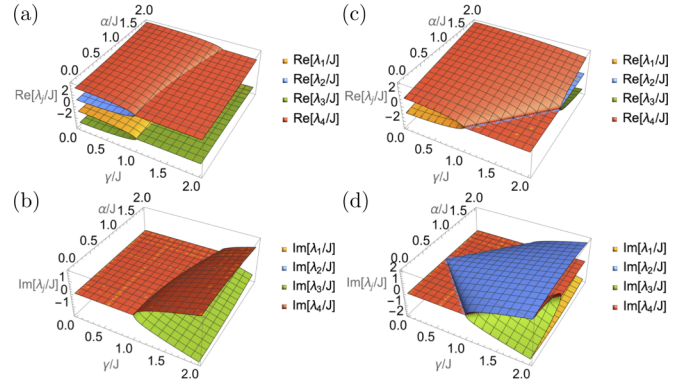 (a)
2.0
α/J
1.5
1.0
0.5
0.0
Re[λj/J]
2
0
-2
0.0
0.5
1.0
γ/J
1.5
2.0
Re[λ1/J]
Re[λ2/J]
Re[λ3/J]
Re[λ4/J]
(c)
2.0
α/J
1.5
1.0
0.5
0.0
Re[λj/J]
2
0
-2
0.0
0.5
1.0
γ/J
1.5
2.0
Re[λ1/J]
Re[λ2/J]
Re[λ3/J]
Re[λ4/J]
(b)
2.0
α/J
1.5
1.0
0.5
0.0
Im[λj/J]
1
0
-1
0.0
0.5
1.0
γ/J
1.5
2.0
Im[λ1/J]
Im[λ2/J]
Im[λ3/J]
Im[λ4/J]
(d)
2.0
α/J
1.5
1.0
0.5
0.0
Im[λj/J]
2
1
0
-1
-2
0.0
0.5
1.0
γ/J
1.5
2.0
Im[λ1/J]
Im[λ2/J]
Im[λ3/J]
Im[λ4/J]